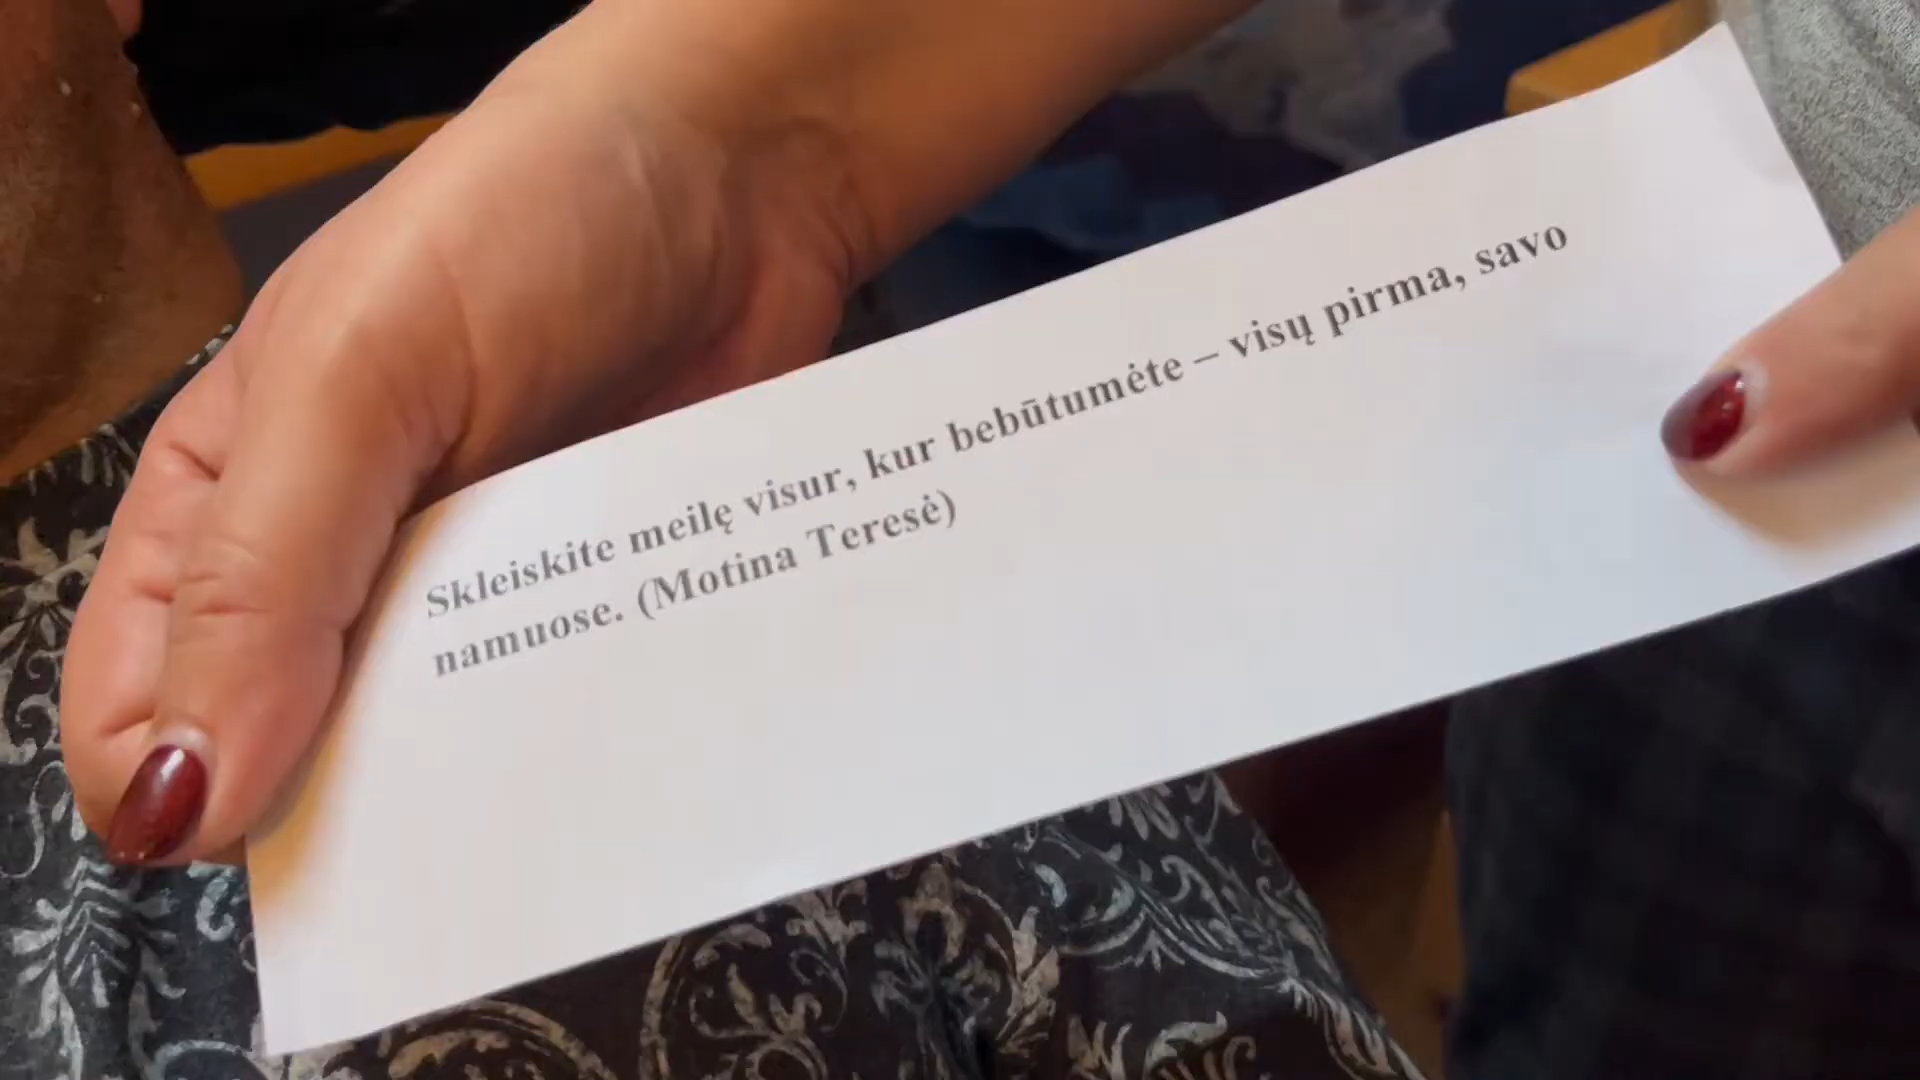 Skleiskite meilę visur, kur bebūtumėte – visų pirma, savo
namuose. (Motina Teresė)